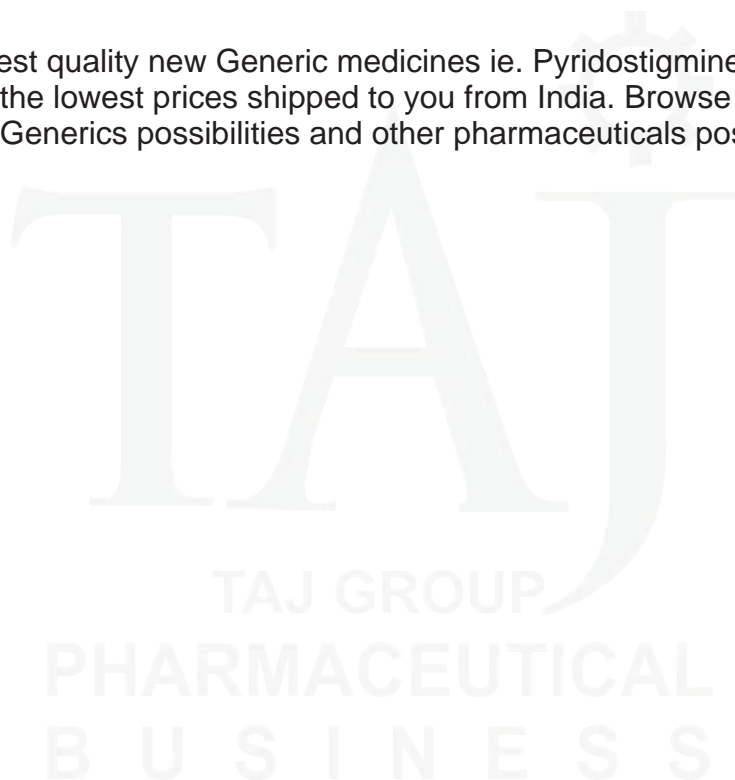 est quality new Generic medicines ie. Pyridostigmine
the lowest prices shipped to you from India. Browse
Generics possibilities and other pharmaceuticals pos
TAJ
TAJ GROUP
PHARMACEUTICAL
BUSINESS